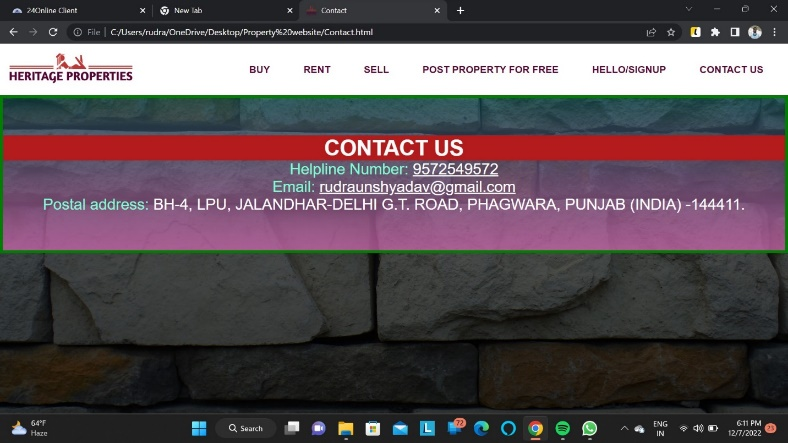 24Online Client
New Tab
Contact
File | C:/Users/rudra/OneDrive/Desktop/Property%20website/Contact.html
HERITAGE PROPERTIES
BUY RENT SELL POST PROPERTY FOR FREE HELLO/SIGNUP CONTACT US
CONTACT US
Helpline Number: 9572549572
Email: rudraunshyadav@gmail.com
Postal address: BH-4, LPU, JALANDHAR-DELHI G.T. ROAD, PHAGWARA, PUNJAB (INDIA) -144411.
64°F
Haze
Search
72
ENG
IN
6:11 PM
12/7/2022